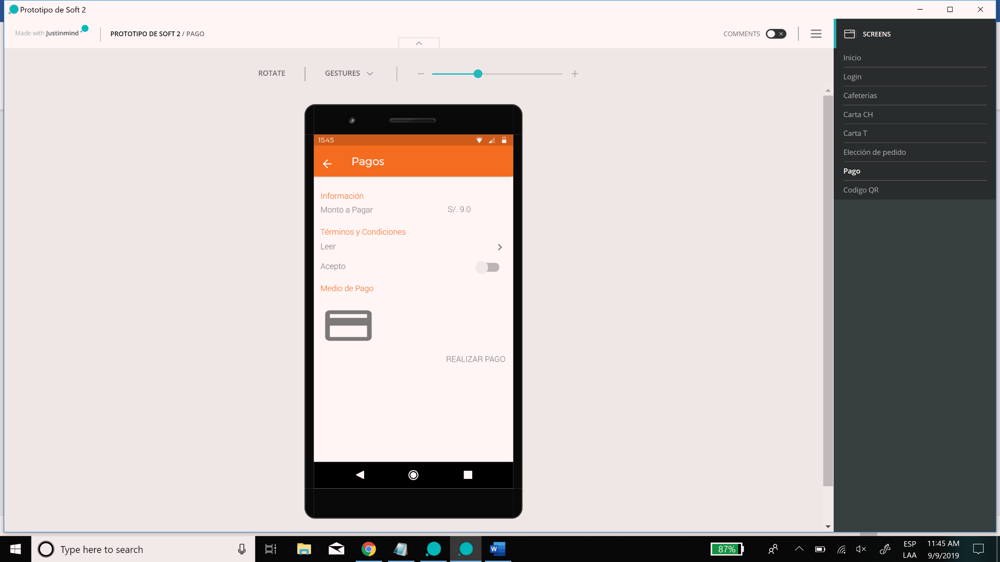 Prototipo de Soft 2
Made with Justinmind
PROTOTIPO DE SOFT 2 / PAGO
COMMENTS
SCREENS
Inicio
Login
Cafeterias
Carta CH
Carta T
Elección de pedido
Pago
Codigo QR
ROTATE
GESTURES
15:45
Pagos
Información
Monto a Pagar S/. 9.0
Términos y Condiciones
Leer
Acepto
Medio de Pago
REALIZAR PAGO
Type here to search
W
87%
ESP
LAA
11:45 AM
9/9/2019